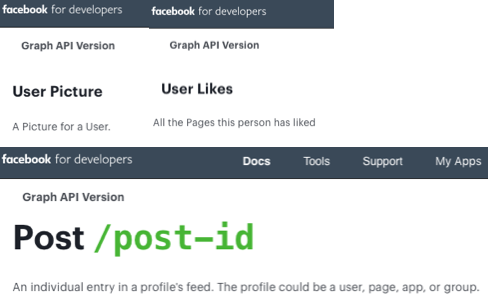 facebook for developers
Graph API Version
User Picture
A Picture for a User.
facebook for developers
Graph API Version
User Likes
All the Pages this person has liked
facebook for developers Docs Tools Support My Apps
Graph API Version
Post /post-id
An individual entry in a profile's feed. The profile could be a user, page, app, or group.